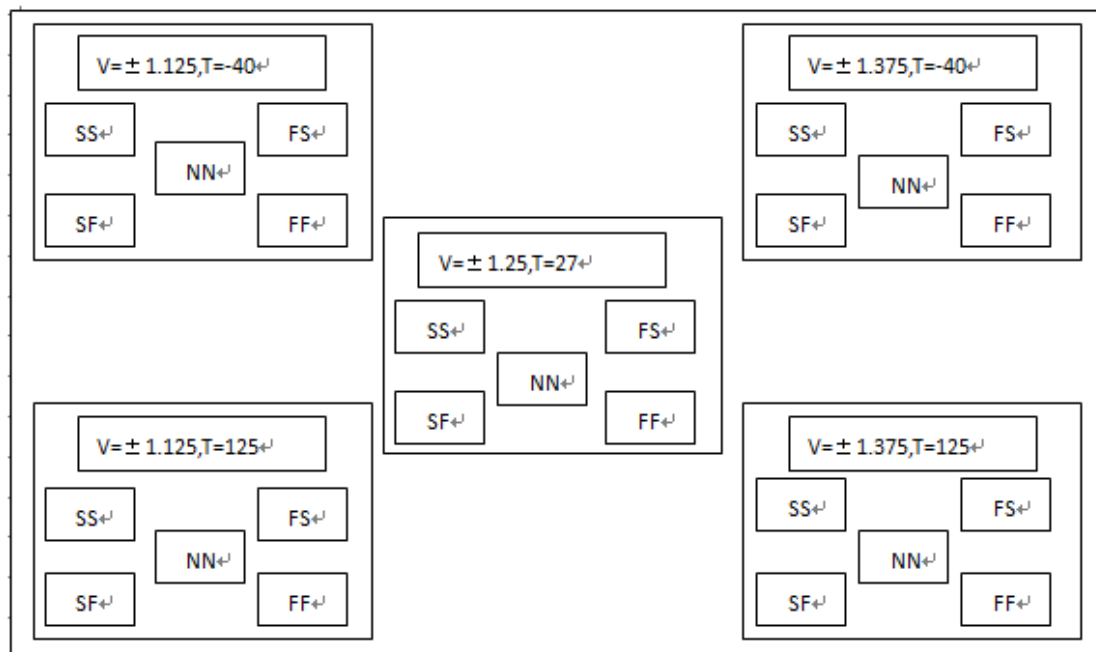 V=± 1.125,T=-40↵
SS↵
FS↵
NN↵
SF↵
FF↵
V=± 1.375,T=-40↵
SS↵
FS↵
NN↵
SF↵
FF↵
V=± 1.25,T=27↵
SS↵
FS↵
NN↵
SF↵
FF↵
V=± 1.125,T=125↵
SS↵
FS↵
NN↵
SF↵
FF↵
V=± 1.375,T=125↵
SS↵
FS↵
NN↵
SF↵
FF↵